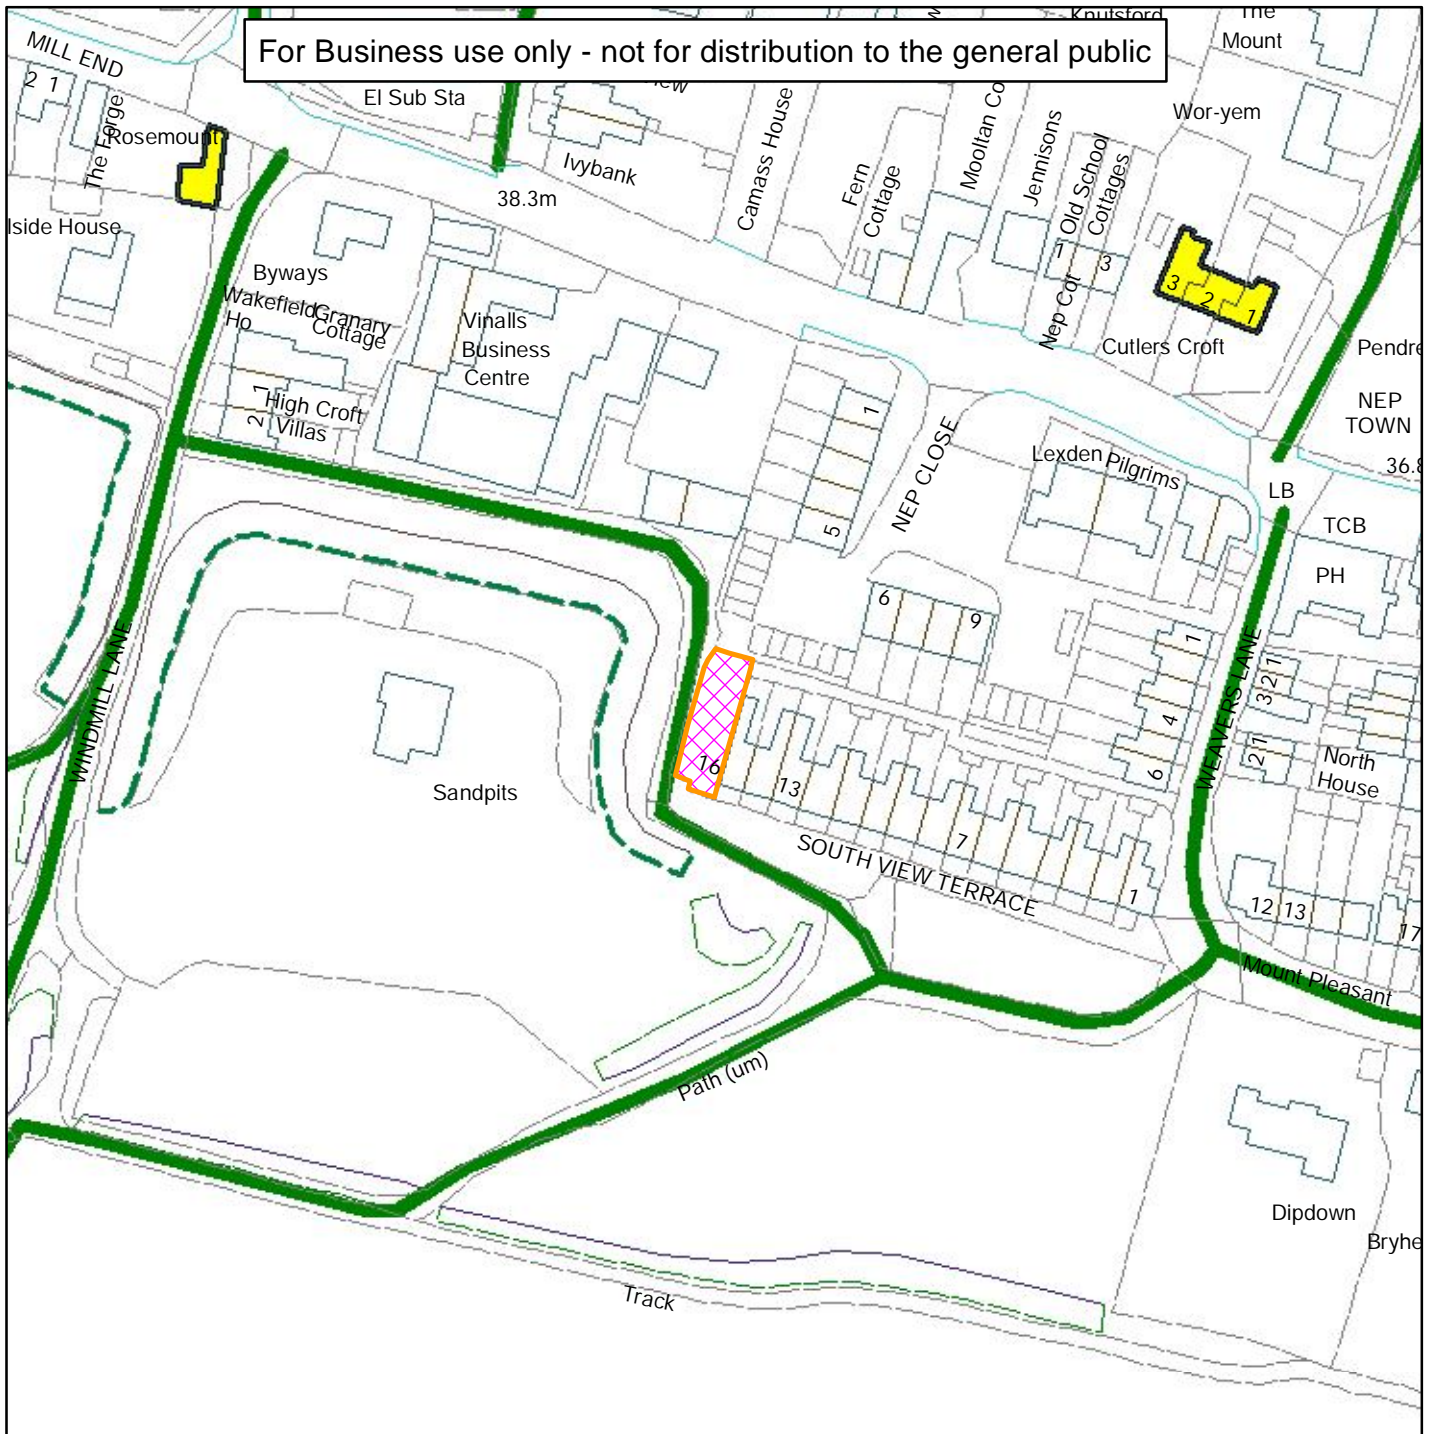 Knutsford
The
Mount
For Business use only - not for distribution to the general public
MILL END
2 1
El Sub Sta
The Forge
Rosemount
Ivybank
38.3m
Camass House
Fern
Cottage
Jennisons
Old School
Cottages
1
3
Nep Cot
Wor-yem
3
2
1
Cutlers Croft
Pendre
NEP
TOWN
36.8
lside House
Byways
Wakefield
Ho
Granary
Cottage
Vinalls
Business
Centre
1
2
High Croft
Villas
1
5
NEP CLOSE
Lexden
Pilgrims
LB
TCB
PH
6
9
1
4
6
WEAVERS LANE
3 2 1
2 1
North
House
WINDMILL LANE
Sandpits
16
13
7
1
SOUTH VIEW TERRACE
12 13
17
Mount Pleasant
Path (um)
Dipdown
Bryhe
Track